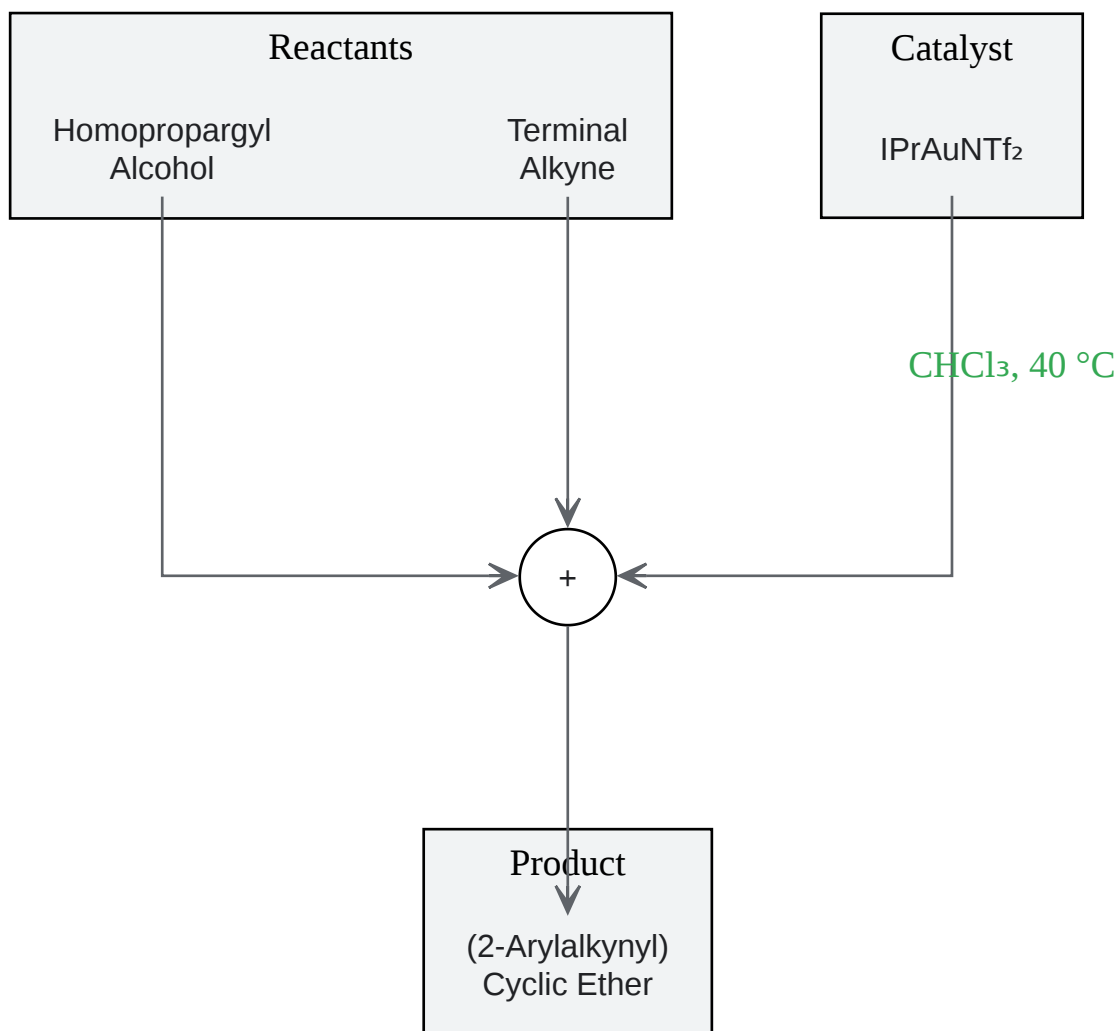 Reactants
Homopropargyl
Alcohol
Terminal
Alkyne
Catalyst
IPrAuNTf₂
CHCl₃, 40 °C
+
Product
(2-Arylalkynyl)
Cyclic Ether